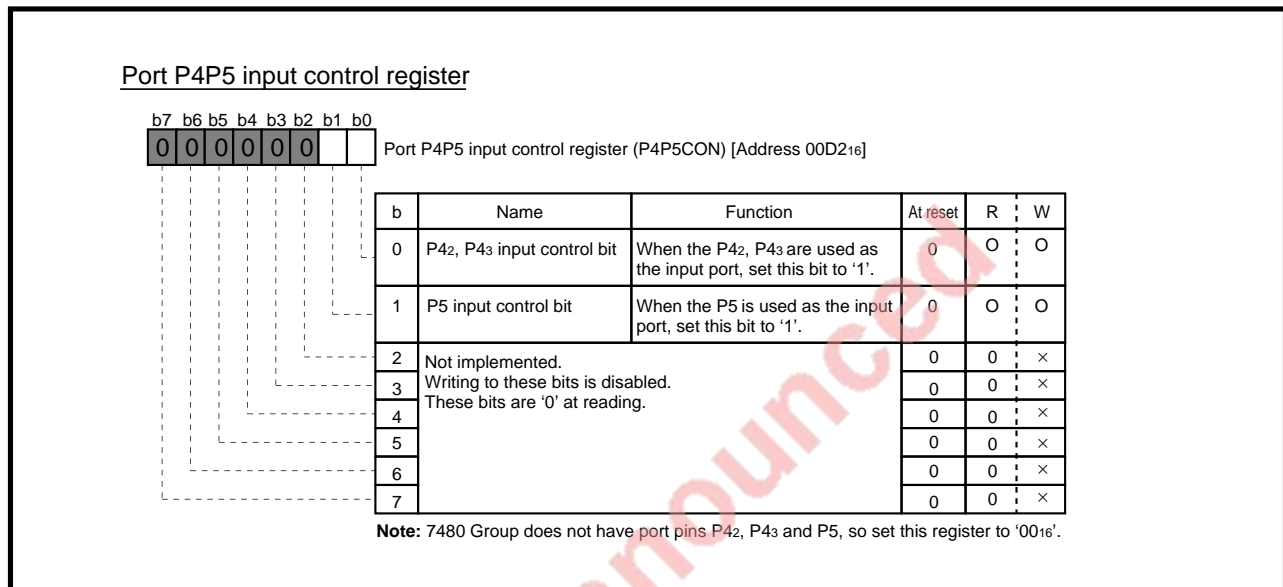 Port P4P5 input control register
b7 b6 b5 b4 b3 b2 b1 b0
0 0 0 0 0 0
Port P4P5 input control register (P4P5CON) [Address 00D216]
b Name Function At reset R W
0 P42, P43 input control bit When the P42, P43 are used as the input port, set this bit to ‘1’. 0 O O
1 P5 input control bit When the P5 is used as the input port, set this bit to ‘1’. 0 O O
2 Not implemented. 0 0 ×
3 Writing to these bits is disabled. 0 0 ×
4 These bits are ‘0’ at reading. 0 0 ×
5 0 0 ×
6 0 0 ×
7 0 0 ×
Note: 7480 Group does not have port pins P42, P43 and P5, so set this register to ‘0016’.